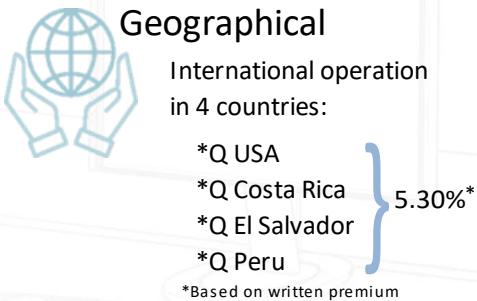 Geographical
International operation
in 4 countries:
*Q USA
*Q Costa Rica
*Q El Salvador
*Q Peru
5.30%*
*Based on written premium